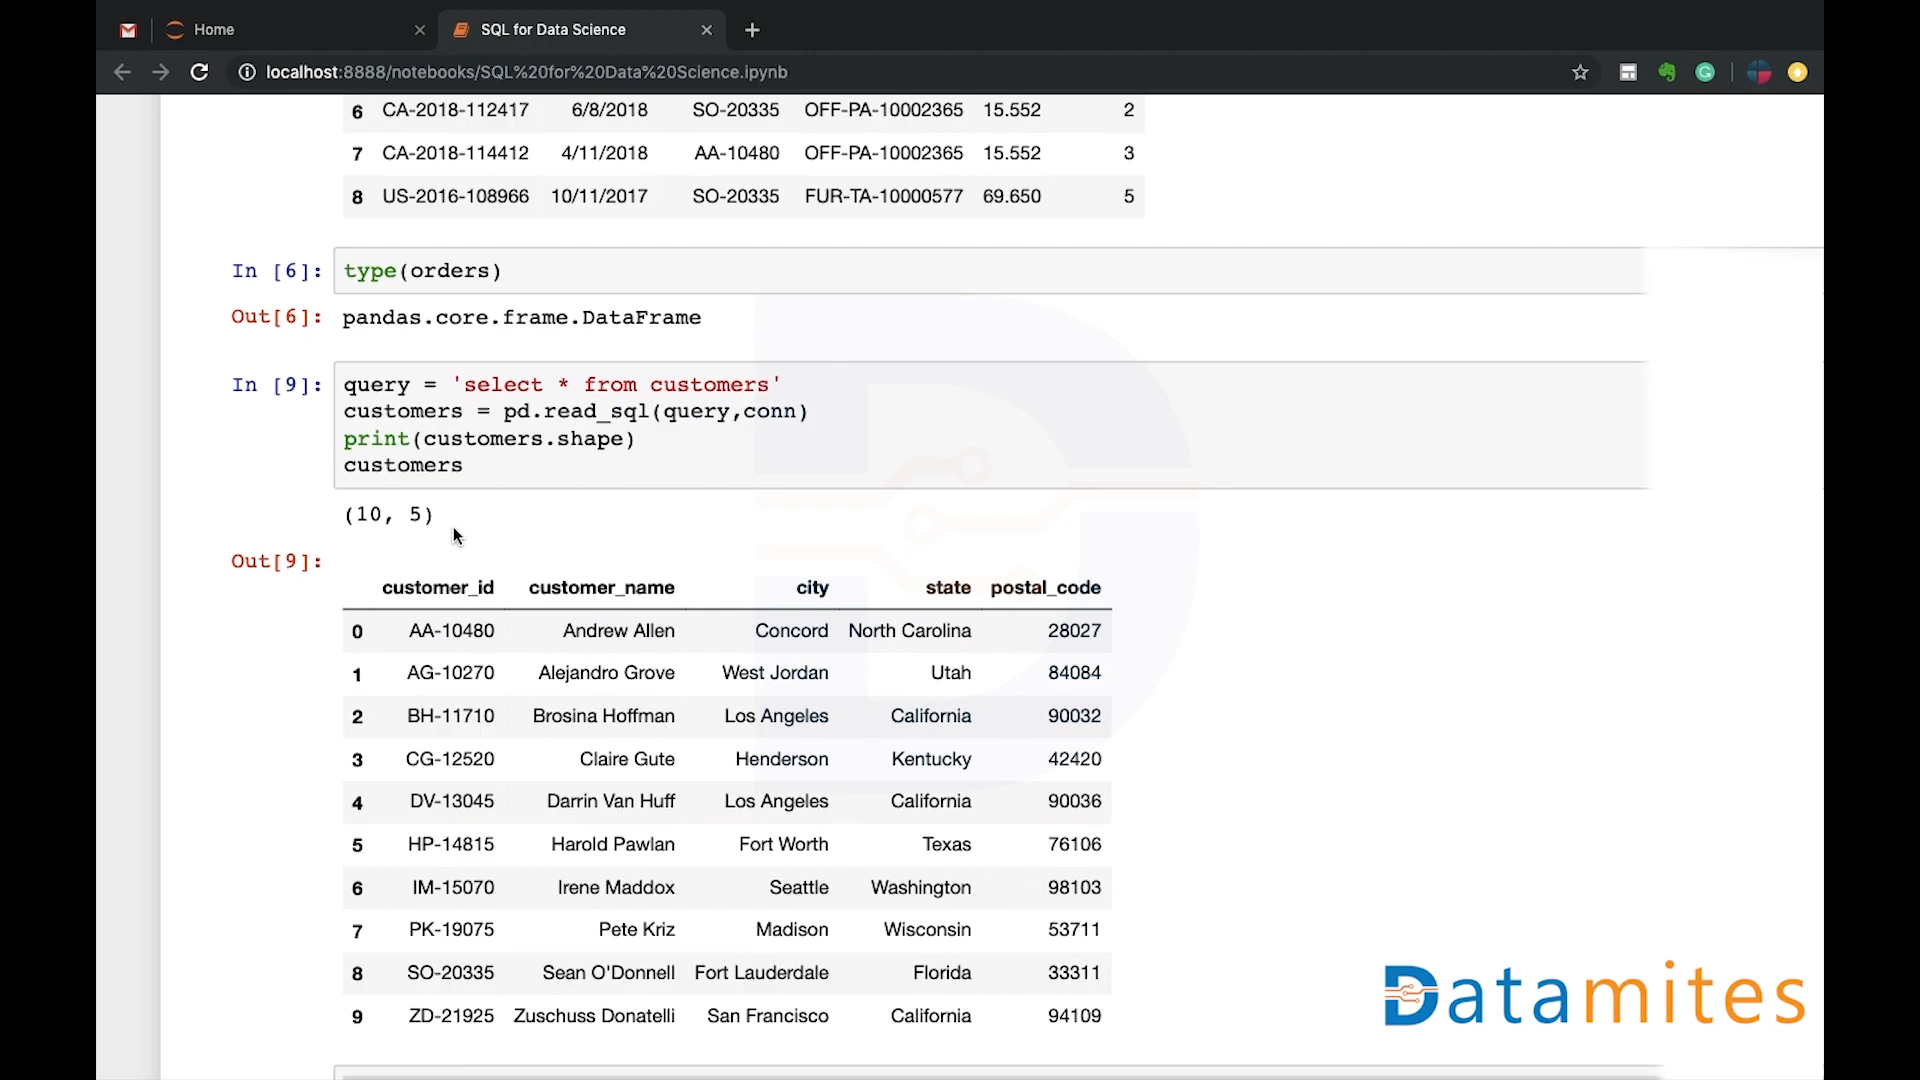 Home
SQL for Data Science
localhost:8888/notebooks/SQL%20for%20Data%20Science.ipynb
6 CA-2018-112417 6/8/2018 SO-20335 OFF-PA-10002365 15.552 2
7 CA-2018-114412 4/11/2018 AA-10480 OFF-PA-10002365 15.552 3
8 US-2016-108966 10/11/2017 SO-20335 FUR-TA-10000577 69.650 5
In [6]: type(orders)
Out[6]: pandas.core.frame.DataFrame
In [9]: query = 'select * from customers'
customers = pd.read_sql(query,conn)
print(customers.shape)
customers
(10, 5)
Out[9]:
customer_id customer_name city state postal_code
0 AA-10480 Andrew Allen Concord North Carolina 28027
1 AG-10270 Alejandro Grove West Jordan Utah 84084
2 BH-11710 Brosina Hoffman Los Angeles California 90032
3 CG-12520 Claire Gute Henderson Kentucky 42420
4 DV-13045 Darrin Van Huff Los Angeles California 90036
5 HP-14815 Harold Pawlan Fort Worth Texas 76106
6 IM-15070 Irene Maddox Seattle Washington 98103
7 PK-19075 Pete Kriz Madison Wisconsin 53711
8 SO-20335 Sean O'Donnell Fort Lauderdale Florida 33311
9 ZD-21925 Zuschuss Donatelli San Francisco California 94109
Datamites